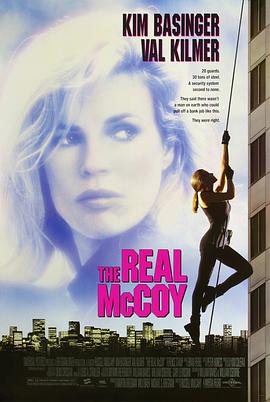 KIM BASINGER
VAL KILMER
20 guards.
30 tons of steel.
A security system
second to none.
They said there wasn't
a man on earth who could
pull off a bank job like this.
They were right.
THE REAL
McCOY